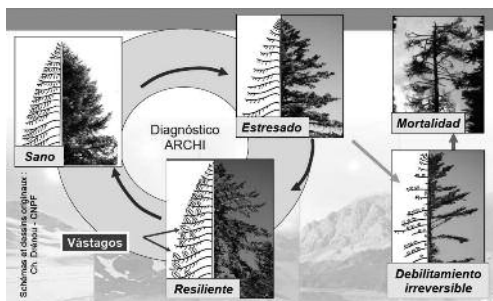 Diagnóstico
ARCHI
Sano
Estresado
Mortalidad
Vástagos
Resiliente
Debilitamiento
irreversible
Schémas et dessins originaux :
Ch. Drénou - CNPF